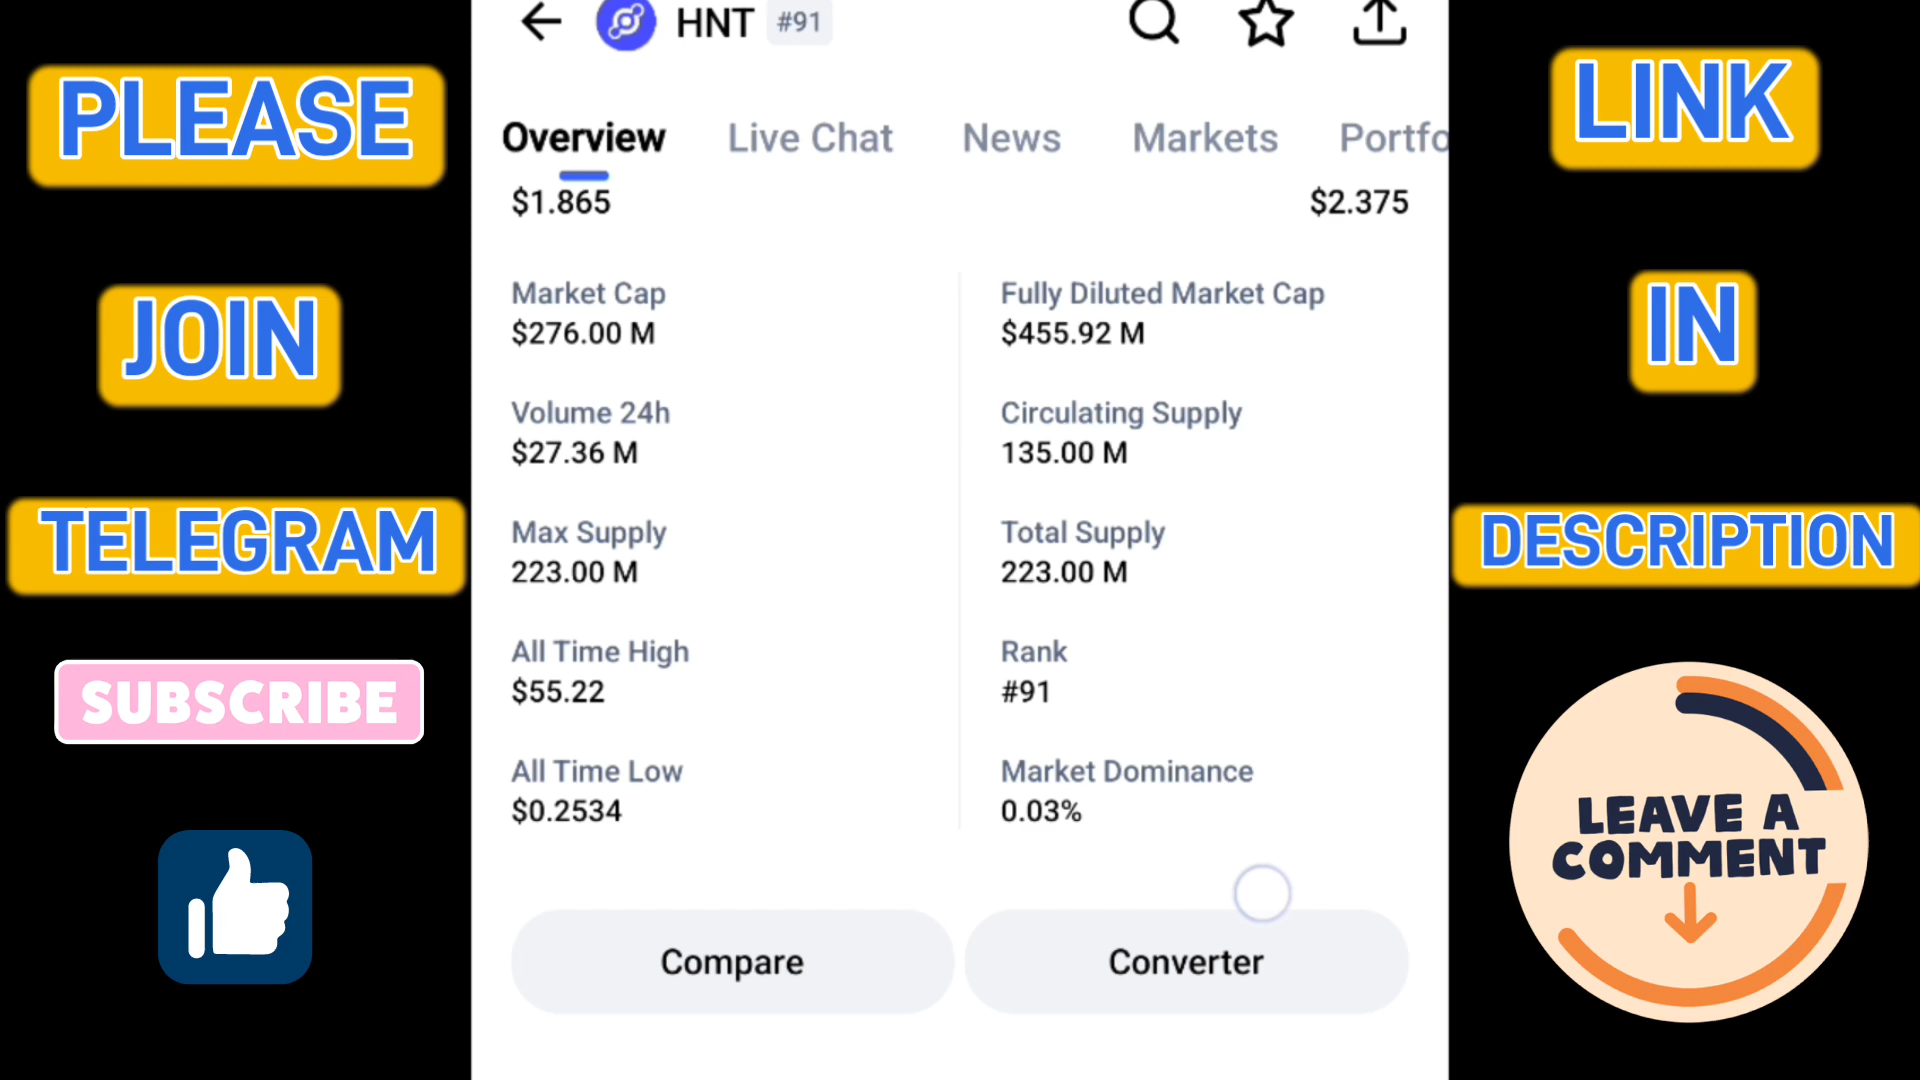 PLEASE
JOIN
TELEGRAM
SUBSCRIBE
HNT #91
Overview Live Chat News Markets Portfo
$1.865 $2.375
Market Cap Fully Diluted Market Cap
$276.00 M $455.92 M
Volume 24h Circulating Supply
$27.36 M 135.00 M
Max Supply Total Supply
223.00 M 223.00 M
All Time High Rank
$55.22 #91
All Time Low Market Dominance
$0.2534 0.03%
Compare Converter
LINK
IN
DESCRIPTION
LEAVE A
COMMENT